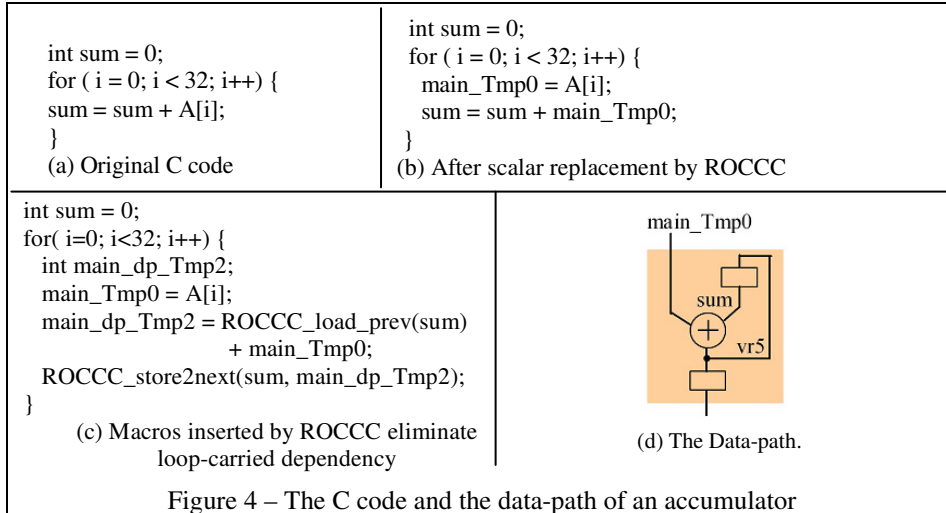 int sum = 0;
for ( i = 0; i < 32; i++) {
sum = sum + A[i];
}
(a) Original C code
int sum = 0;
for ( i = 0; i < 32; i++) {
main_Tmp0 = A[i];
sum = sum + main_Tmp0;
}
(b) After scalar replacement by ROCCC
int sum = 0;
for( i=0; i<32; i++) {
int main_dp_Tmp2;
main_Tmp0 = A[i];
main_dp_Tmp2 = ROCCC_load_prev(sum)
+ main_Tmp0;
ROCCC_store2next(sum, main_dp_Tmp2);
}
(c) Macros inserted by ROCCC eliminate
loop-carried dependency
main_Tmp0
sum
+
vr5
(d) The Data-path.
Figure 4 – The C code and the data-path of an accumulator